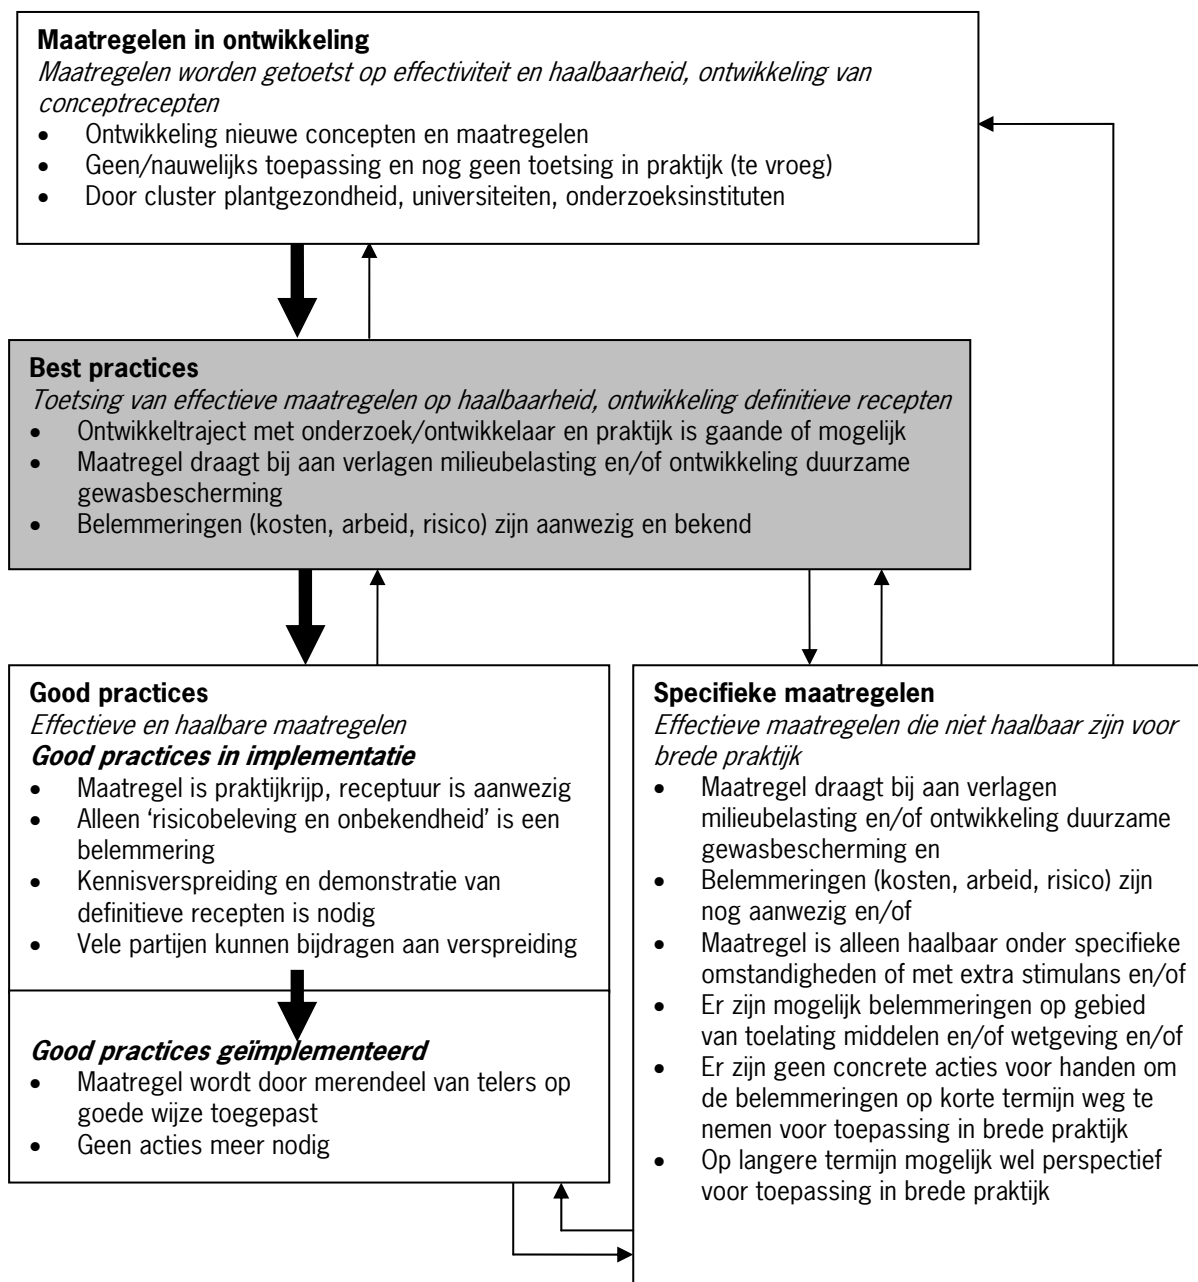 Maatregelen in ontwikkeling
Maatregelen worden getoetst op effectiviteit en haalbaarheid, ontwikkeling van
conceptrecepten
• Ontwikkeling nieuwe concepten en maatregelen
• Geen/nauwelijks toepassing en nog geen toetsing in praktijk (te vroeg)
• Door cluster plantgezondheid, universiteiten, onderzoeksinstituten
Best practices
Toetsing van effectieve maatregelen op haalbaarheid, ontwikkeling definitieve recepten
• Ontwikkeltraject met onderzoek/ontwikkelaar en praktijk is gaande of mogelijk
• Maatregel draagt bij aan verlagen milieubelasting en/of ontwikkeling duurzame
gewasbescherming
• Belemmeringen (kosten, arbeid, risico) zijn aanwezig en bekend
Good practices
Effectieve en haalbare maatregelen
Good practices in implementatie
• Maatregel is praktijkrijp, receptuur is aanwezig
• Alleen ‘risicobeleving en onbekendheid’ is een
belemmering
• Kennisverspreiding en demonstratie van
definitieve recepten is nodig
• Vele partijen kunnen bijdragen aan verspreiding
Good practices geïmplementeerd
• Maatregel wordt door merendeel van telers op
goede wijze toegepast
• Geen acties meer nodig
Specifieke maatregelen
Effectieve maatregelen die niet haalbaar zijn voor
brede praktijk
• Maatregel draagt bij aan verlagen
milieubelasting en/of ontwikkeling duurzame
gewasbescherming en
• Belemmeringen (kosten, arbeid, risico) zijn
nog aanwezig en/of
• Maatregel is alleen haalbaar onder specifieke
omstandigheden of met extra stimulans en/of
• Er zijn mogelijk belemmeringen op gebied
van toelating middelen en/of wetgeving en/of
• Er zijn geen concrete acties voor handen om
de belemmeringen op korte termijn weg te
nemen voor toepassing in brede praktijk
• Op langere termijn mogelijk wel perspectief
voor toepassing in brede praktijk